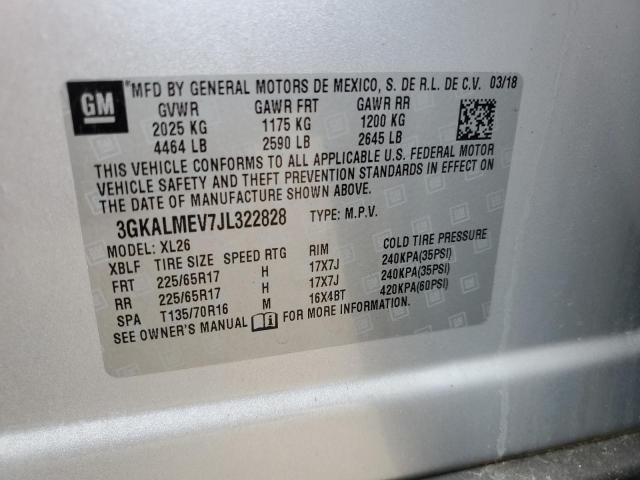 GM
*MFD BY GENERAL MOTORS DE MEXICO, S. DE R.L. DE C.V. 03/18
GVWR GAWR FRT GAWR RR
2025 KG 1175 KG 1200 KG
4464 LB 2590 LB 2645 LB
THIS VEHICLE CONFORMS TO ALL APPLICABLE U.S. FEDERAL MOTOR
VEHICLE SAFETY AND THEFT PREVENTION STANDARDS IN EFFECT ON
THE DATE OF MANUFACTURE SHOWN ABOVE.
3GKALMEV7JL322828 TYPE: M.P.V.
MODEL: XL26
XBLF TIRE SIZE SPEED RTG RIM COLD TIRE PRESSURE
FRT 225/65R17 H 17X7J 240KPA(35PSI)
RR 225/65R17 H 17X7J 240KPA(35PSI)
SPA T135/70R16 M 16X4BT 420KPA(60PSI)
SEE OWNER'S MANUAL i FOR MORE INFORMATION.